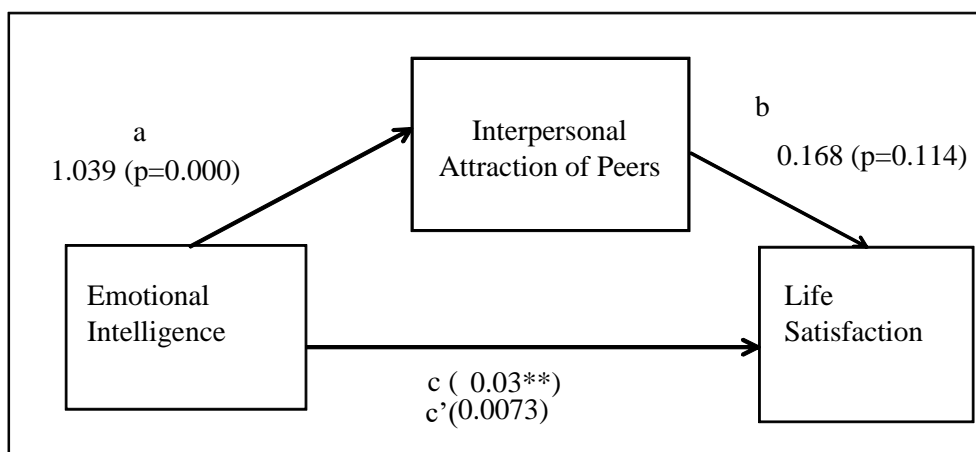 a
1.039 (p=0.000)
Interpersonal
Attraction of Peers
b
0.168 (p=0.114)
Emotional
Intelligence
Life
Satisfaction
c ( 0.03**)
c’(0.0073)